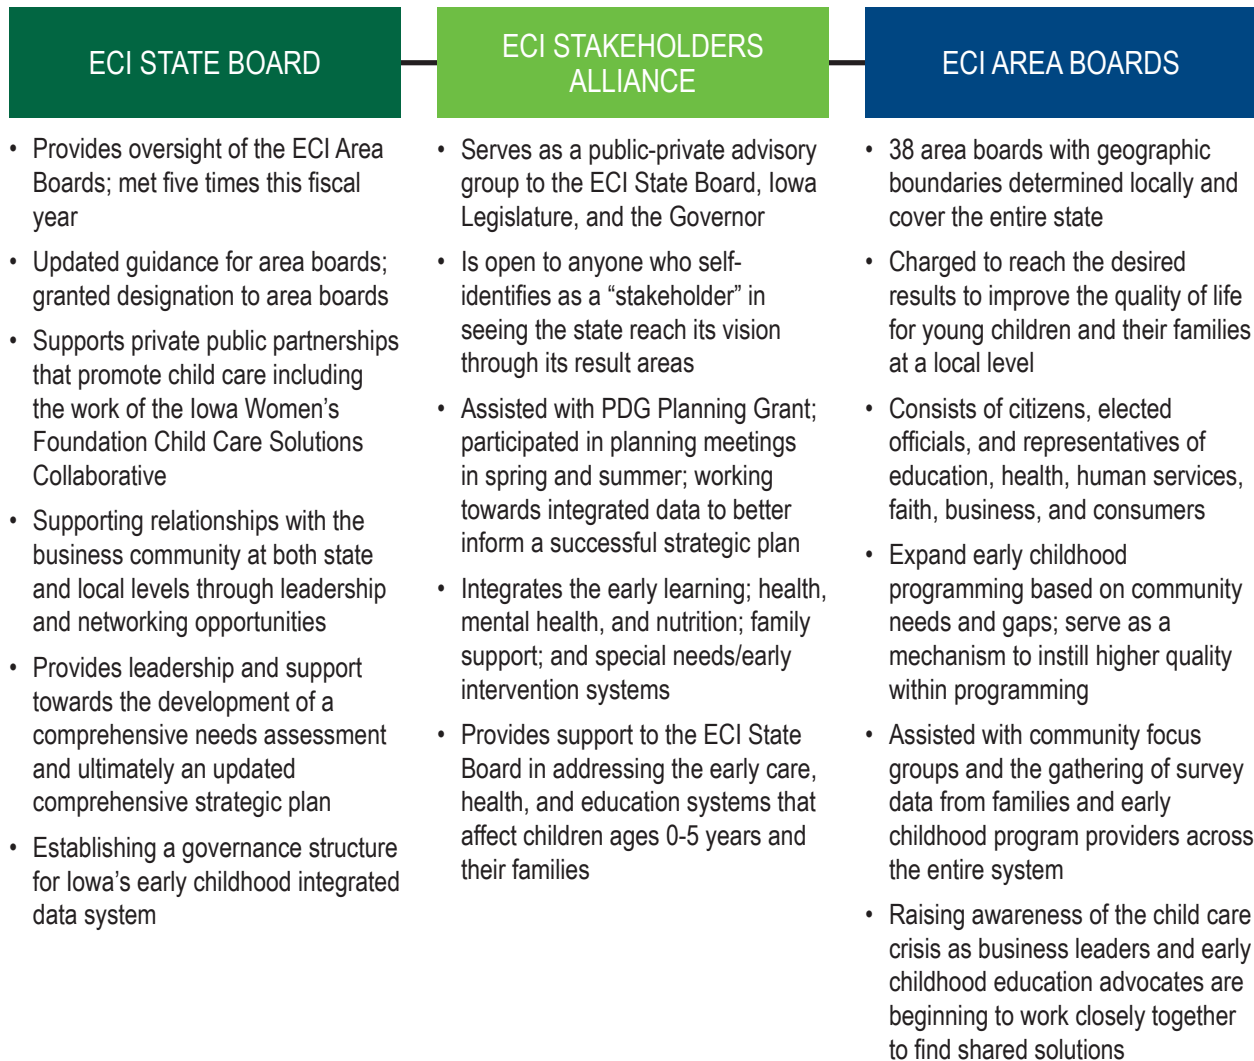 ECI STATE BOARD
• Provides oversight of the ECI Area
Boards; met five times this fiscal
year
• Updated guidance for area boards;
granted designation to area boards
• Supports private public partnerships
that promote child care including
the work of the Iowa Women’s
Foundation Child Care Solutions
Collaborative
• Supporting relationships with the
business community at both state
and local levels through leadership
and networking opportunities
• Provides leadership and support
towards the development of a
comprehensive needs assessment
and ultimately an updated
comprehensive strategic plan
• Establishing a governance structure
for Iowa’s early childhood integrated
data system
ECI STAKEHOLDERS
ALLIANCE
• Serves as a public-private advisory
group to the ECI State Board, Iowa
Legislature, and the Governor
• Is open to anyone who self-
identifies as a “stakeholder” in
seeing the state reach its vision
through its result areas
• Assisted with PDG Planning Grant;
participated in planning meetings
in spring and summer; working
towards integrated data to better
inform a successful strategic plan
• Integrates the early learning; health,
mental health, and nutrition; family
support; and special needs/early
intervention systems
• Provides support to the ECI State
Board in addressing the early care,
health, and education systems that
affect children ages 0-5 years and
their families
ECI AREA BOARDS
• 38 area boards with geographic
boundaries determined locally and
cover the entire state
• Charged to reach the desired
results to improve the quality of life
for young children and their families
at a local level
• Consists of citizens, elected
officials, and representatives of
education, health, human services,
faith, business, and consumers
• Expand early childhood
programming based on community
needs and gaps; serve as a
mechanism to instill higher quality
within programming
• Assisted with community focus
groups and the gathering of survey
data from families and early
childhood program providers across
the entire system
• Raising awareness of the child care
crisis as business leaders and early
childhood education advocates are
beginning to work closely together
to find shared solutions